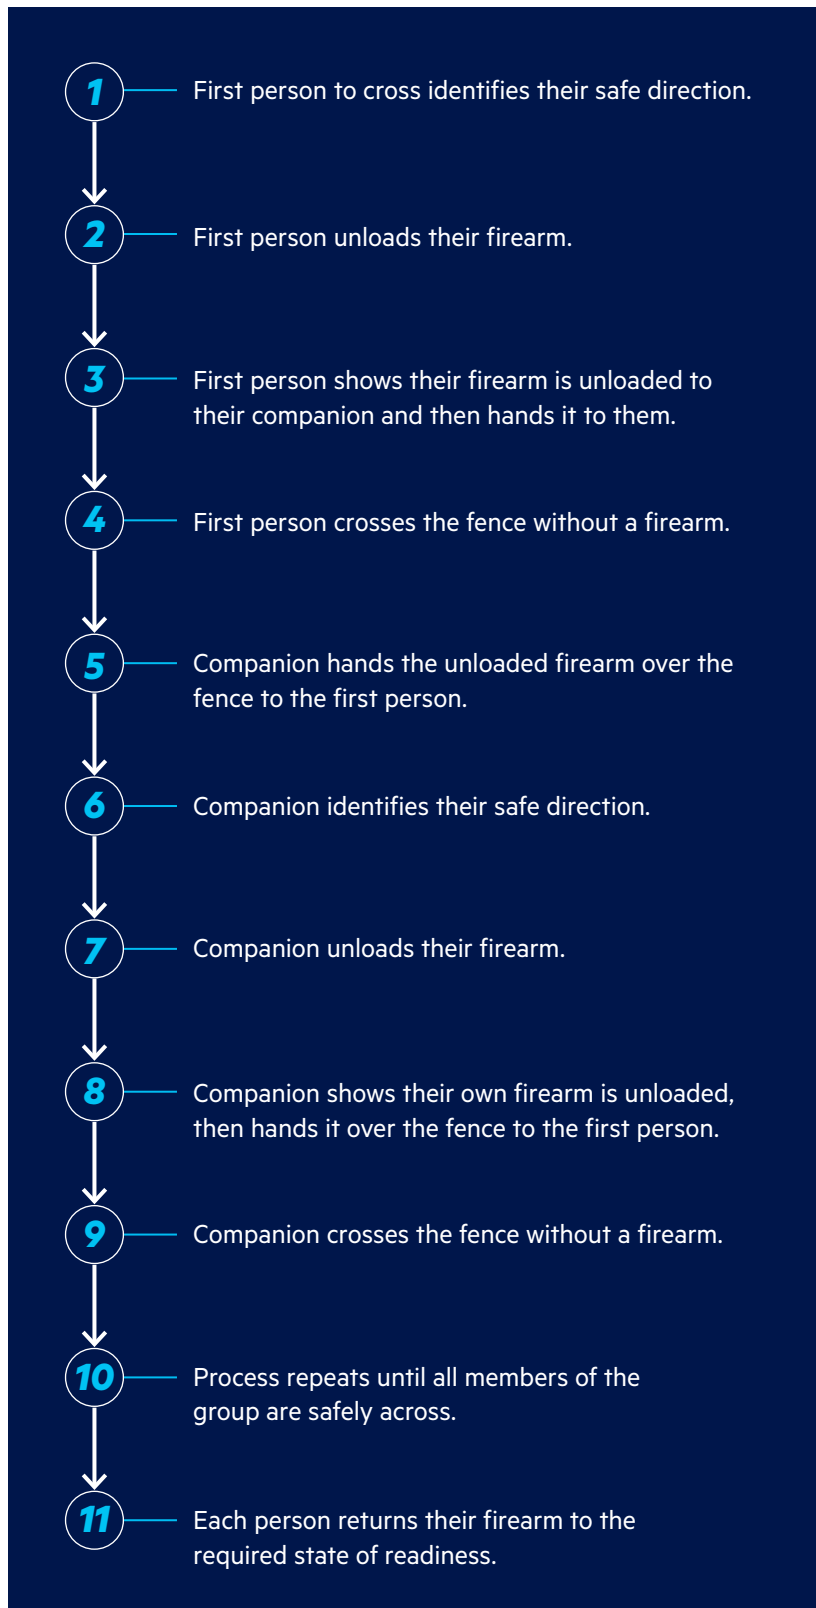 1
First person to cross identifies their safe direction.
2
First person unloads their firearm.
3
First person shows their firearm is unloaded to
their companion and then hands it to them.
4
First person crosses the fence without a firearm.
5
Companion hands the unloaded firearm over the
fence to the first person.
6
Companion identifies their safe direction.
7
Companion unloads their firearm.
8
Companion shows their own firearm is unloaded,
then hands it over the fence to the first person.
9
Companion crosses the fence without a firearm.
10
Process repeats until all members of the
group are safely across.
11
Each person returns their firearm to the
required state of readiness.